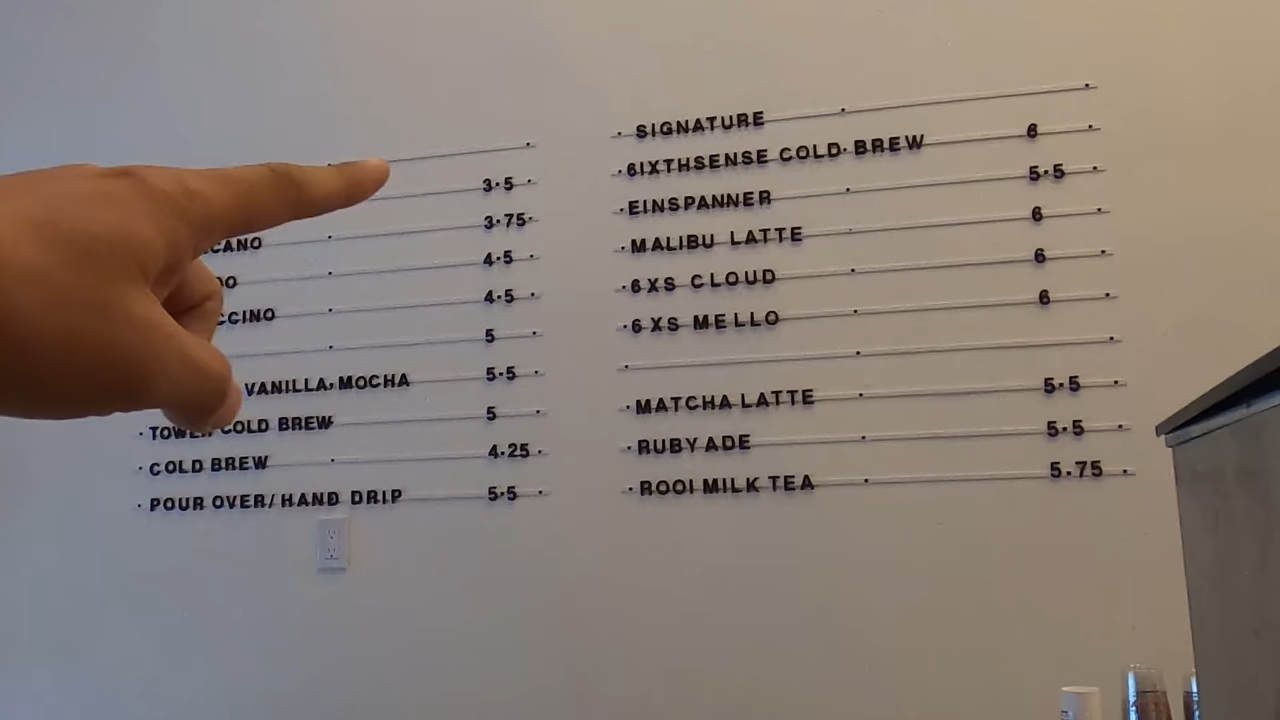 3.5
CANO 3.75
O 4.5
CCINO 4.5
5
VANILLA, MOCHA 5.5
TOWER COLD BREW 5
COLD BREW 4.25
POUR OVER/HAND DRIP 5.5
SIGNATURE
6IXTHSENSE COLD BREW 6
EINSPANNER 5.5
MALIBU LATTE 6
6XS CLOUD 6
6XS MELLO 6
MATCHA LATTE 5.5
RUBY ADE 5.5
ROOI MILK TEA 5.75